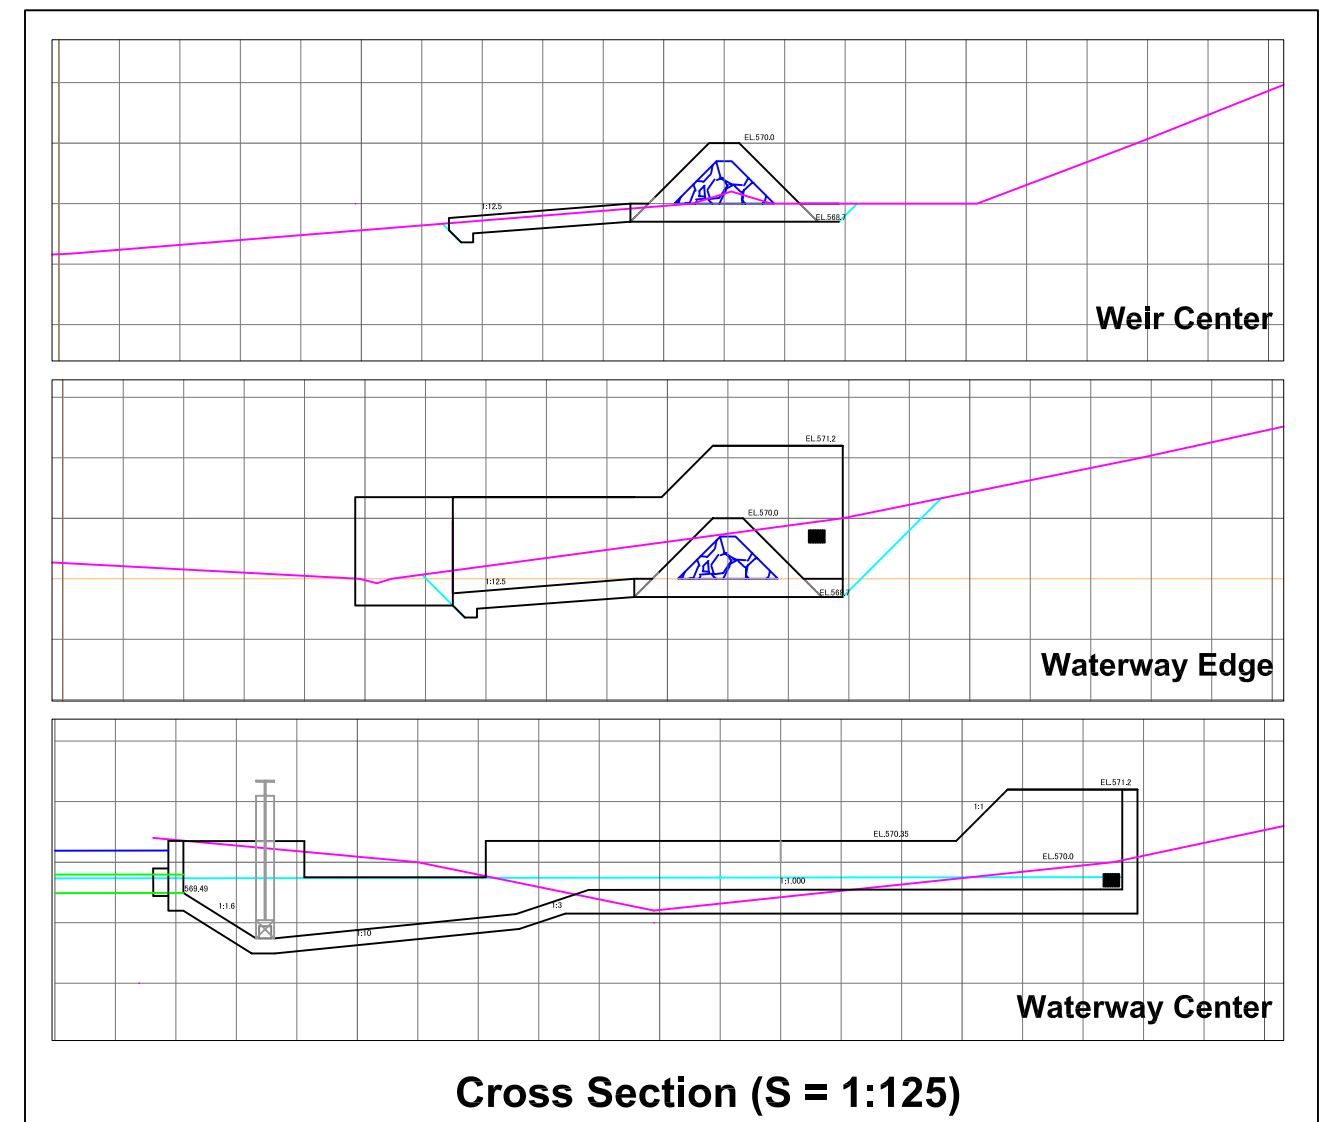 EL.570.0
1:12.5
EL.568.7
Weir Center
EL.571.2
EL.570.0
1:12.5
EL.568.7
Waterway Edge
EL.571.2
1:1
EL.570.35
EL.570.0
1:1.000
569.49
1:1.6
1:3
1:10
Waterway Center
Cross Section (S = 1:125)